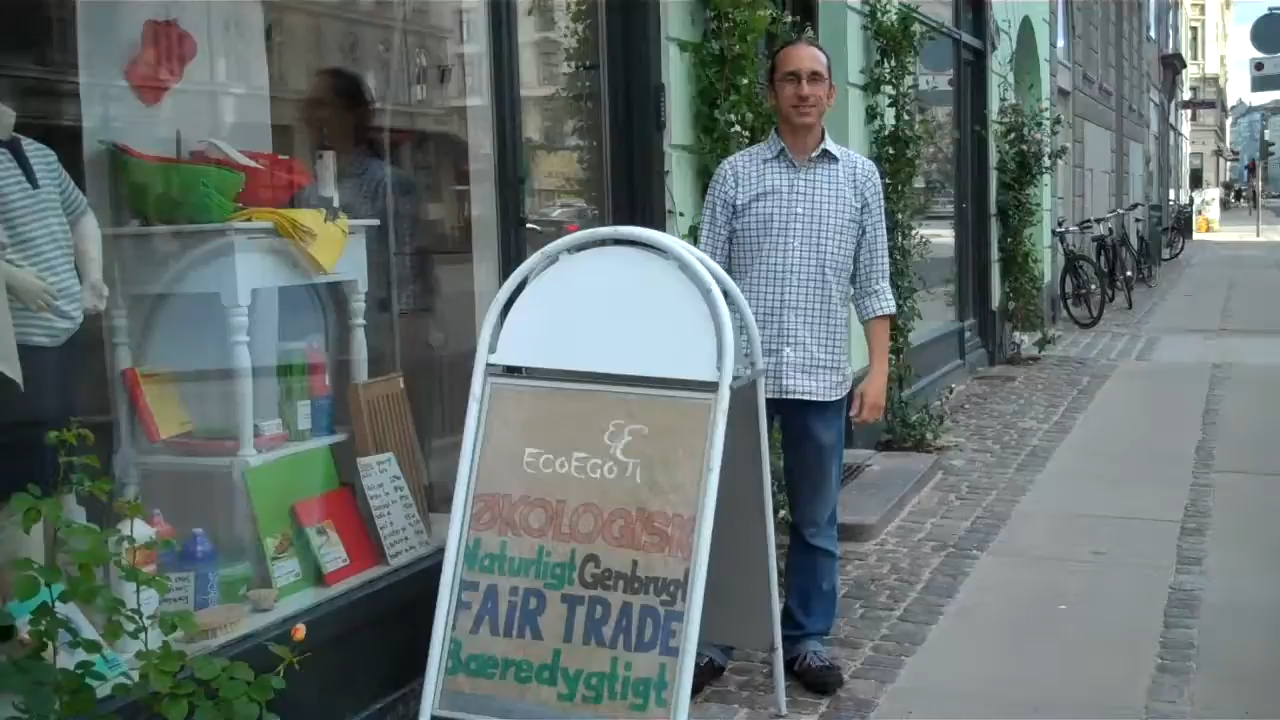 ECOEGO
ØKOLOGISK
Naturligt Genbrugt
FAIR TRADE
Bæredygtigt